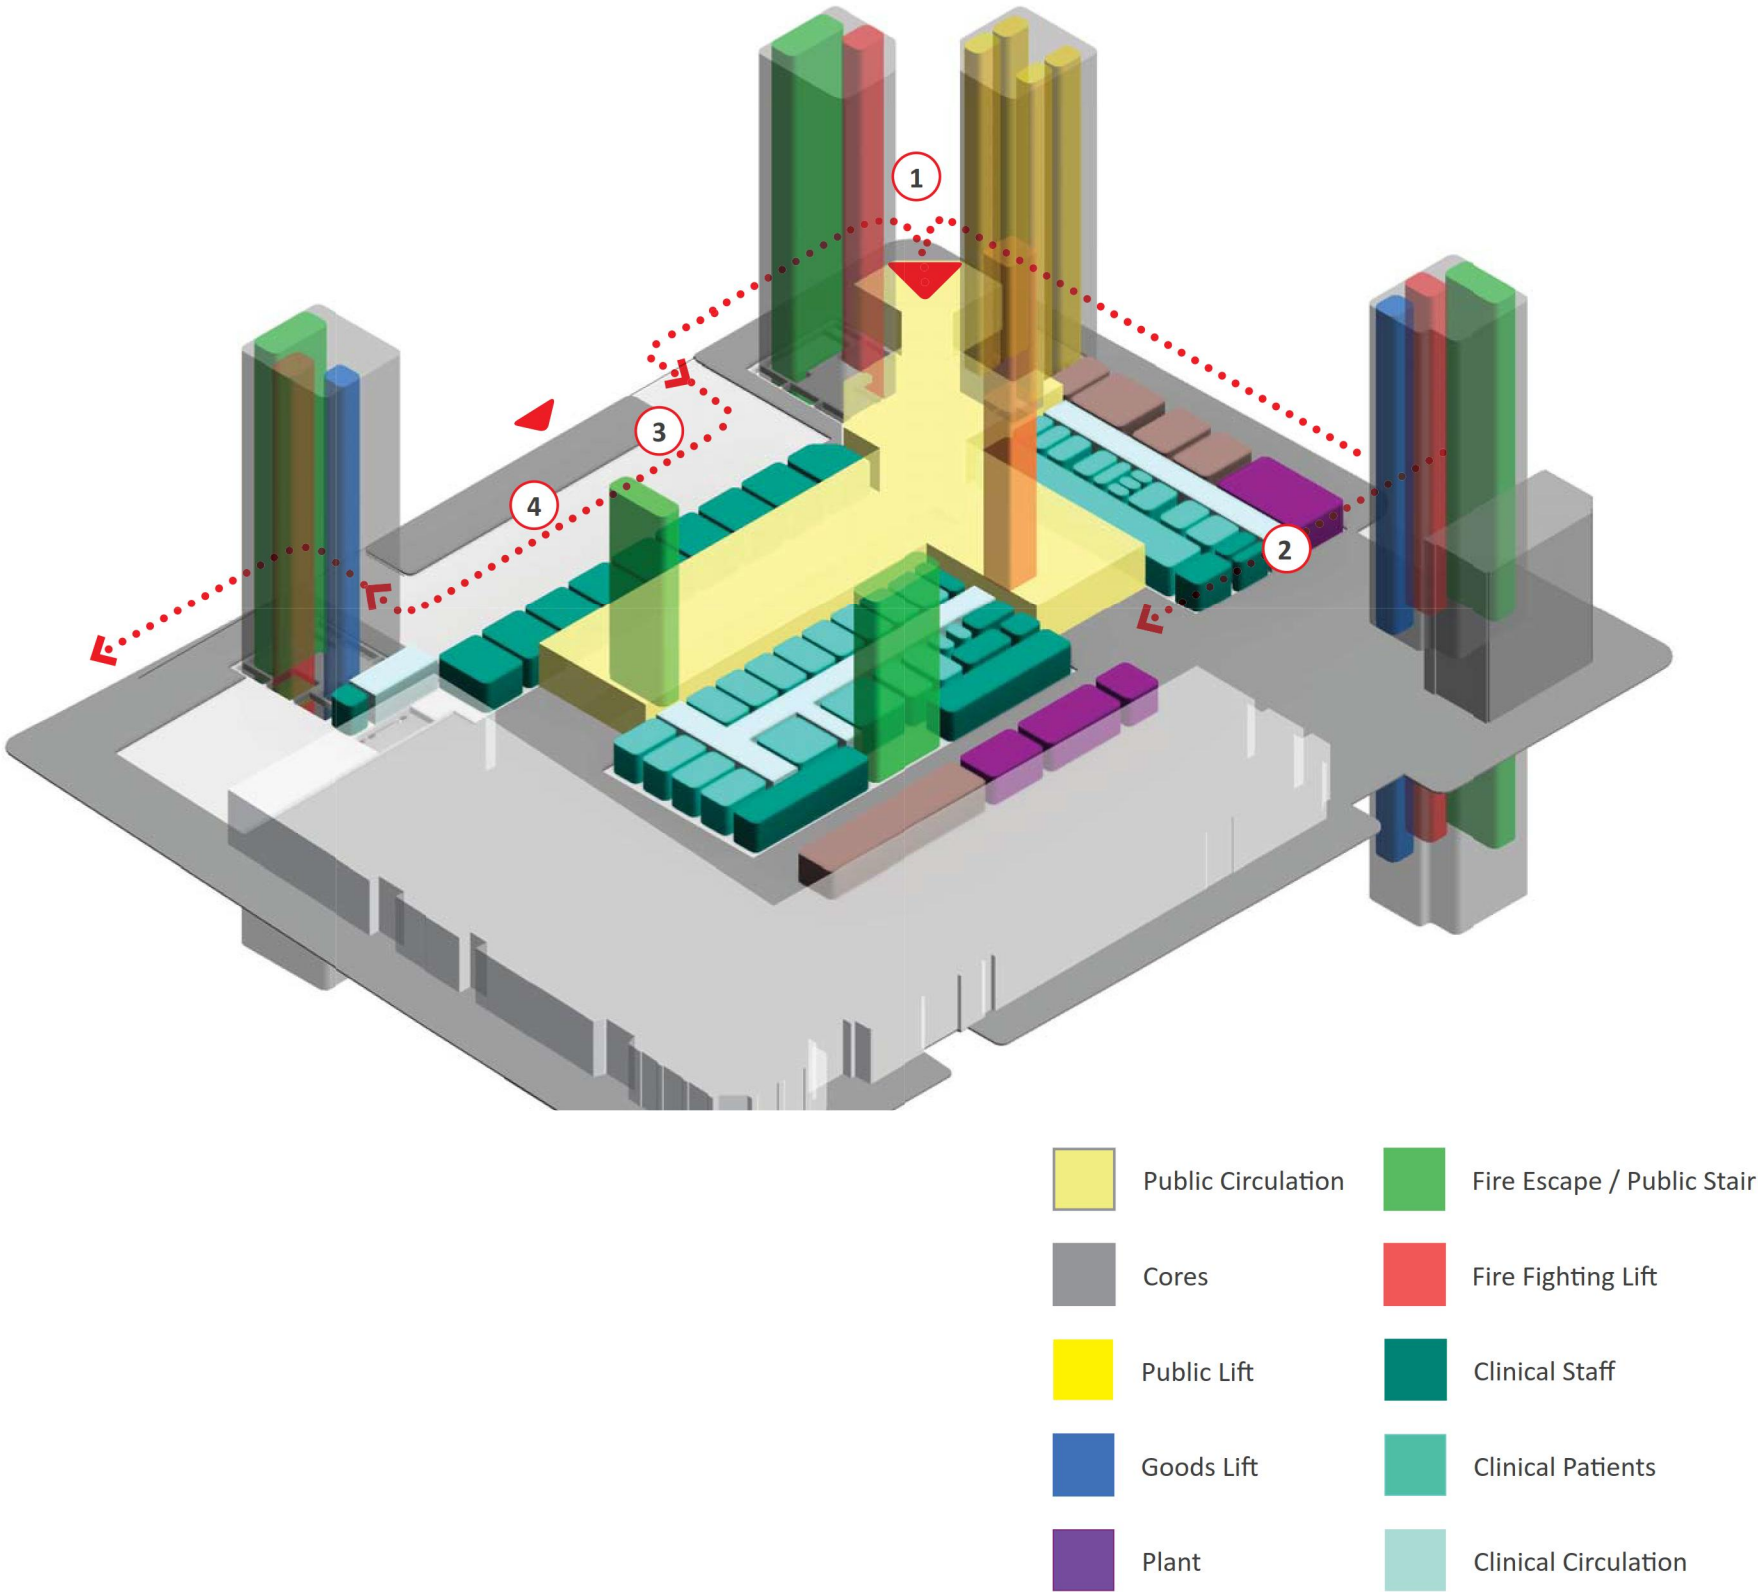 1
3
4
2
Public Circulation
Fire Escape / Public Stair
Cores
Fire Fighting Lift
Public Lift
Clinical Staff
Goods Lift
Clinical Patients
Plant
Clinical Circulation